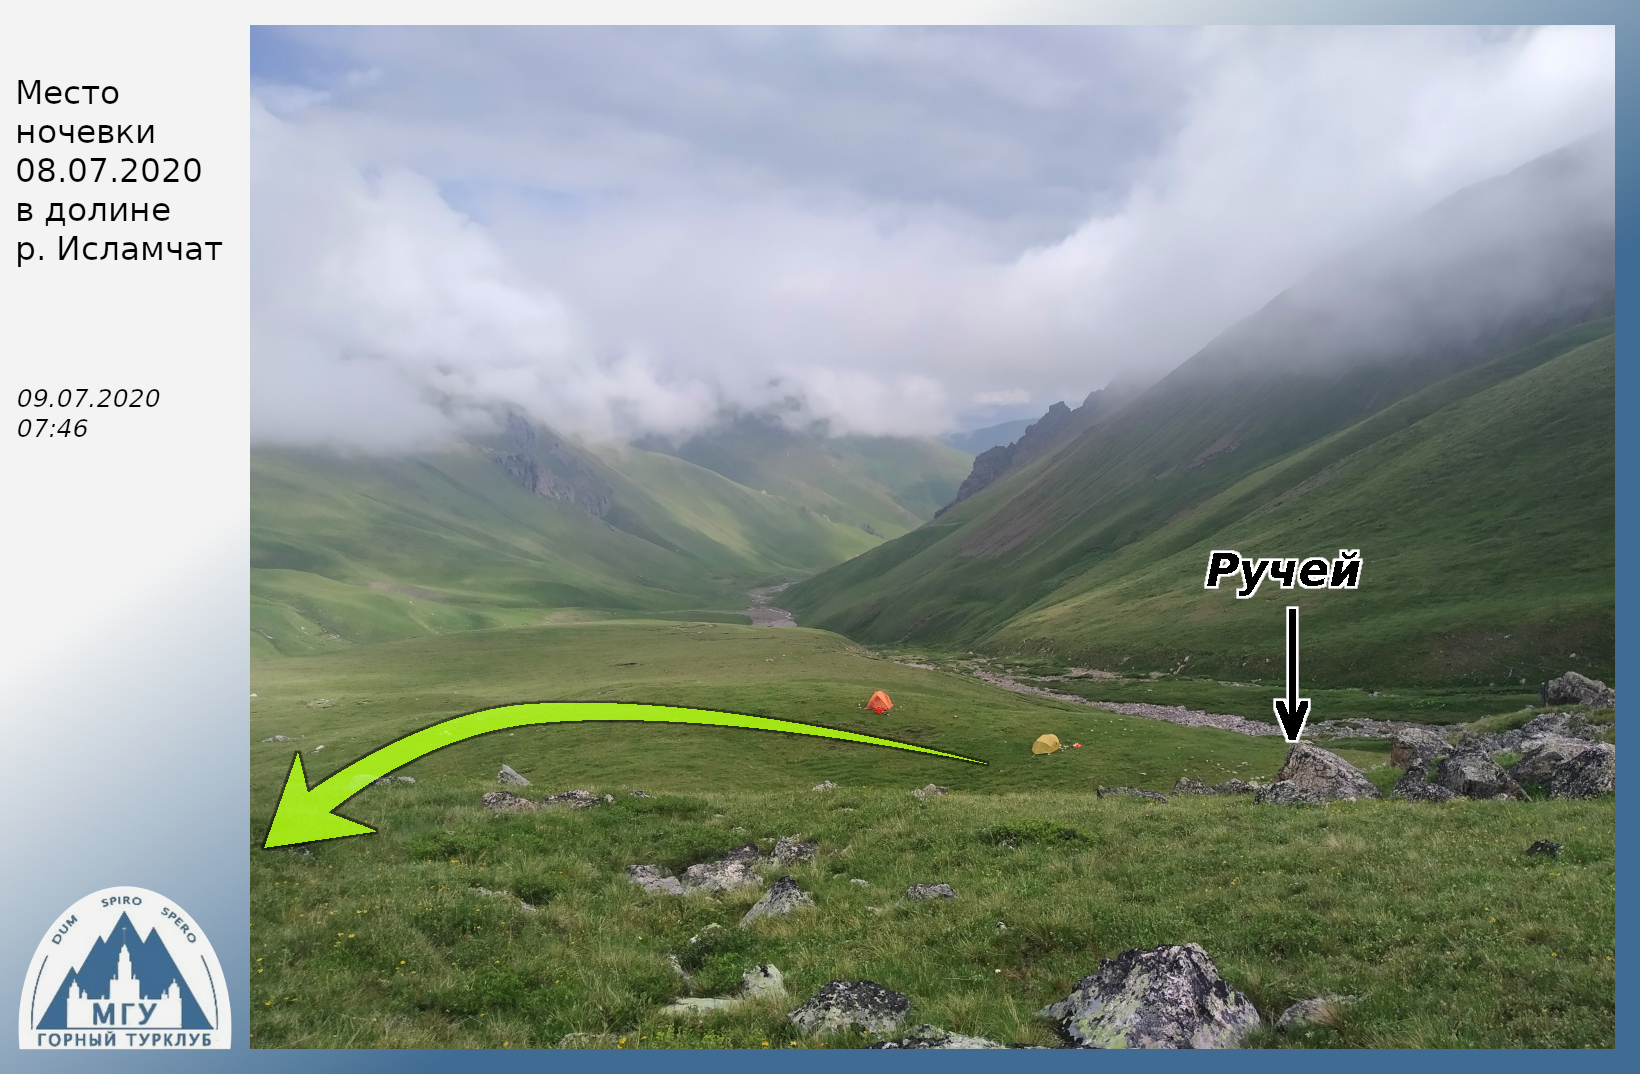 Место
ночевки
08.07.2020
в долине
р. Исламчат
09.07.2020
07:46
Ручей
DUM SPIRO SPERO
МГУ
ГОРНЫЙ ТУРКЛУБ